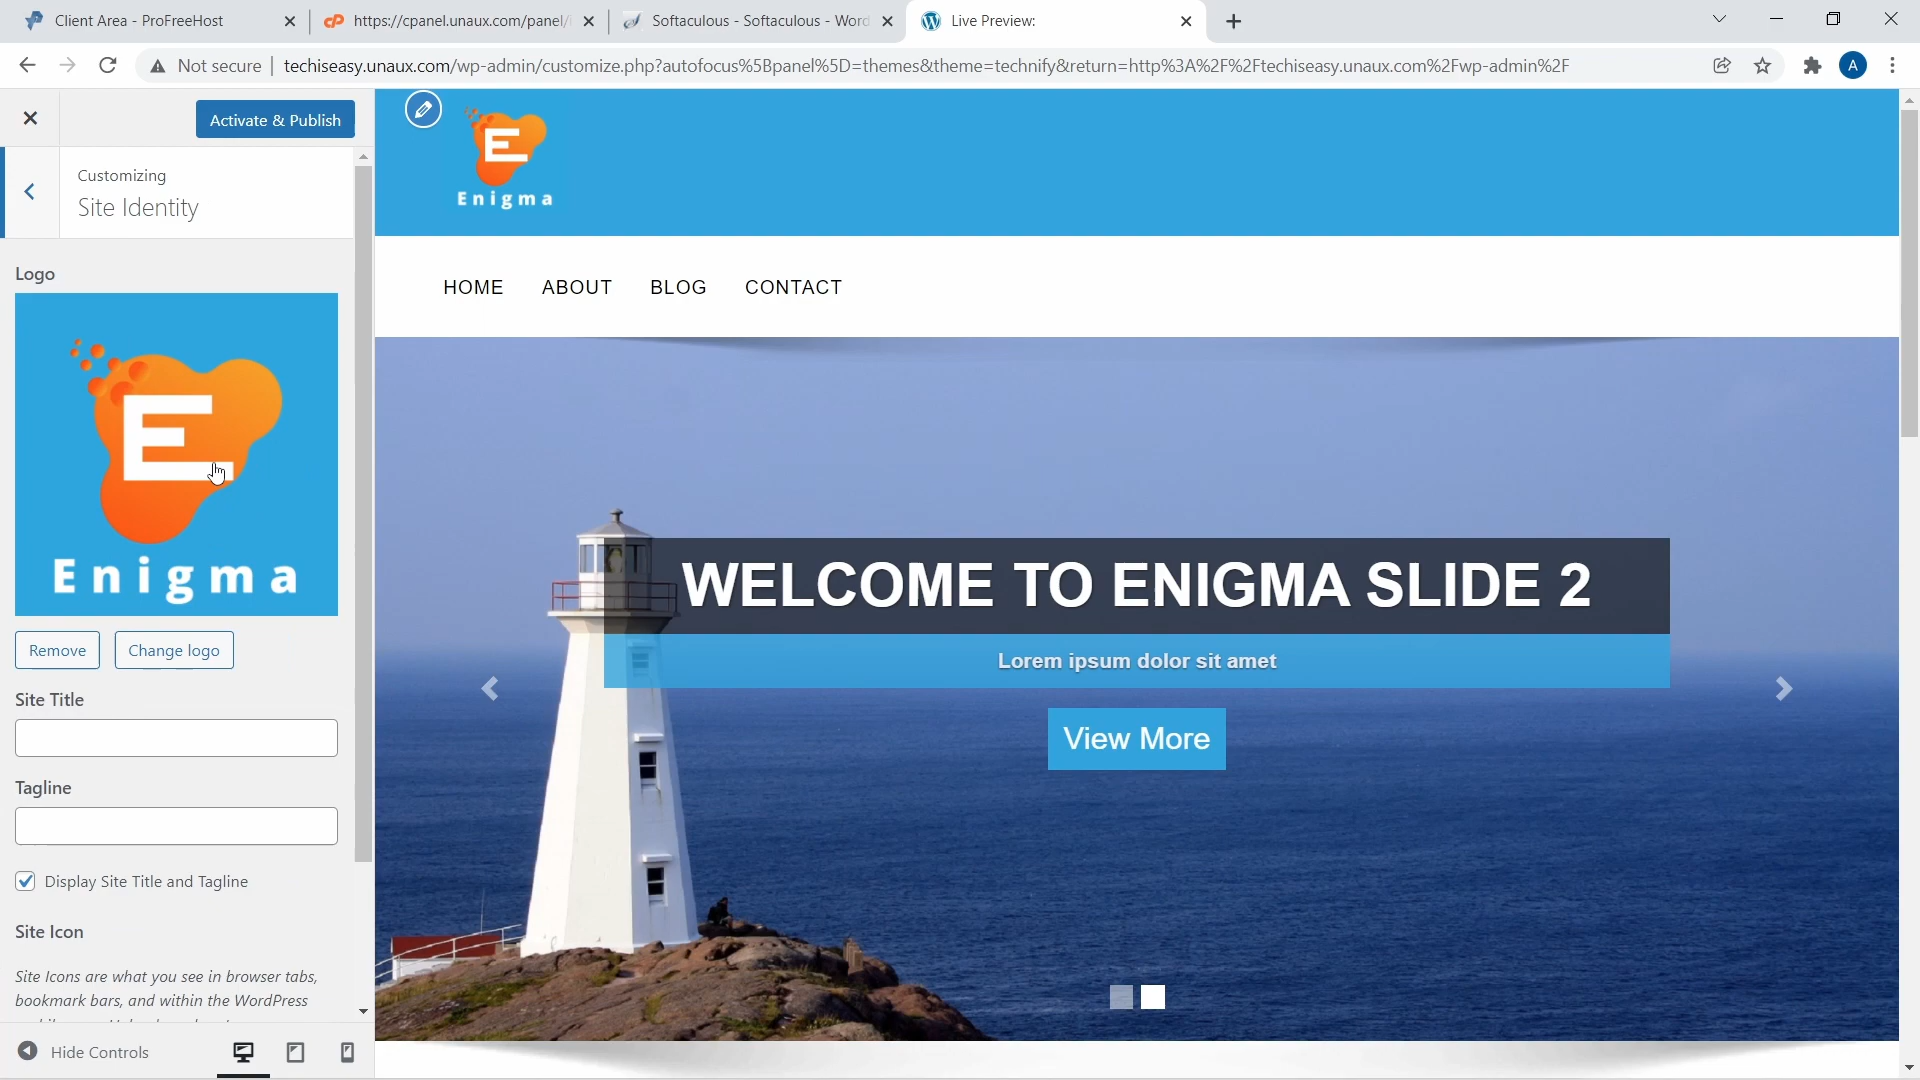 Client Area - ProFreeHost
https://cpanel.unaux.com/panel/
Softaculous - Softaculous - Word
Live Preview:
Not secure
techiseasy.unaux.com/wp-admin/customize.php?autofocus%5Bpanel%5D=themes&theme=technify&return=http%3A%2F%2Ftechiseasy.unaux.com%2Fwp-admin%2F
A
Activate & Publish
Customizing
Site Identity
Logo
E
Enigma
Remove
Change logo
Site Title
Tagline
Display Site Title and Tagline
Site Icon
Site Icons are what you see in browser tabs,
bookmark bars, and within the WordPress
Hide Controls
E
Enigma
HOME
ABOUT
BLOG
CONTACT
WELCOME TO ENIGMA SLIDE 2
Lorem ipsum dolor sit amet
View More